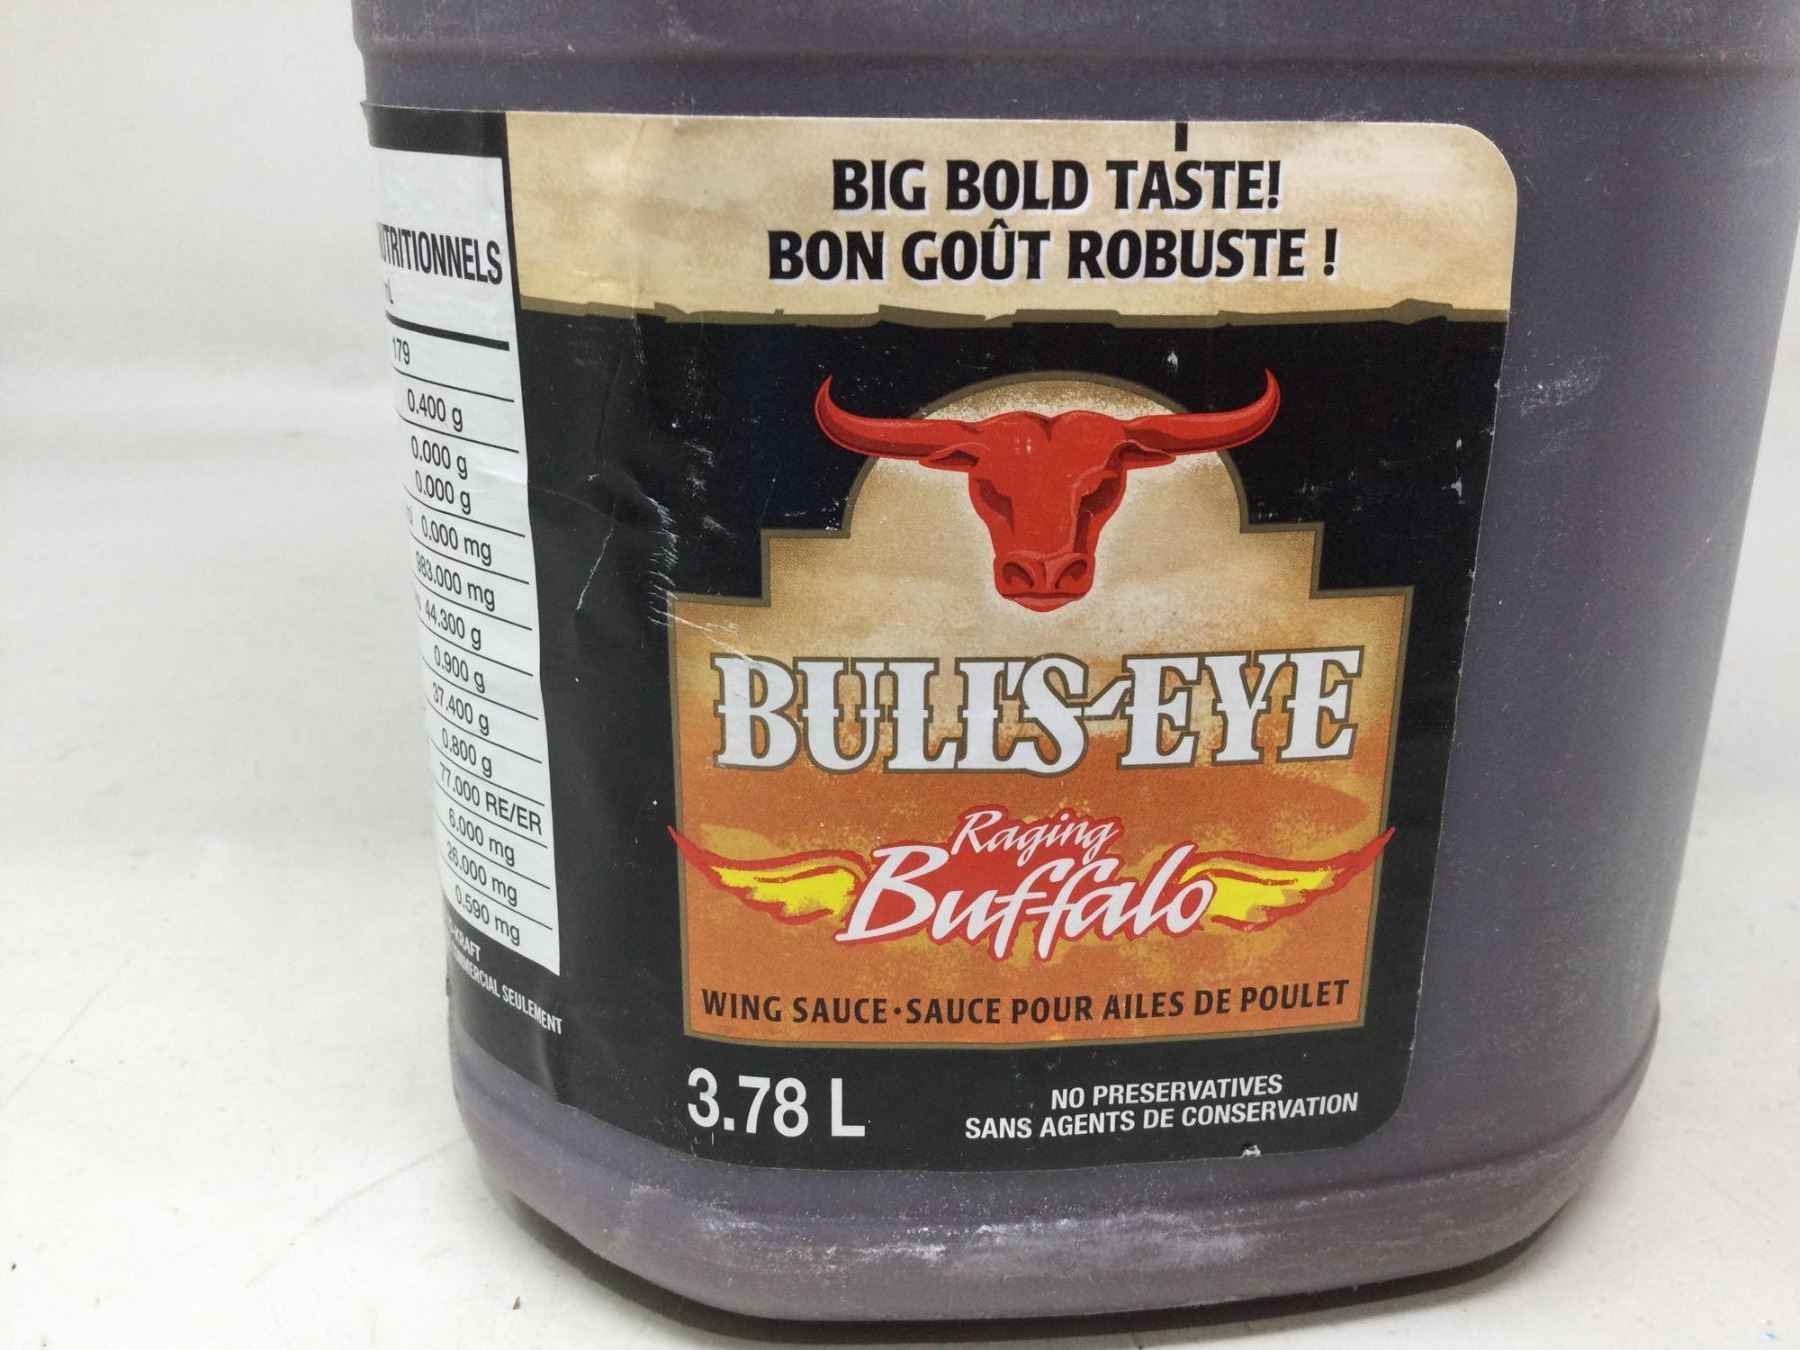 BIG BOLD TASTE!
BON GOÛT ROBUSTE !
BULL'S-EYE
Raging
Buffalo
WING SAUCE • SAUCE POUR AILES DE POULET
3.78 L
NO PRESERVATIVES
SANS AGENTS DE CONSERVATION
179
0.400 g
0.000 g
0.000 g
0.000 mg
983.000 mg
44.300 g
0.900 g
37.400 g
0.800 g
77.000 RE/ER
6.000 mg
26.000 mg
0.590 mg
KRAFT
SEULEMENT